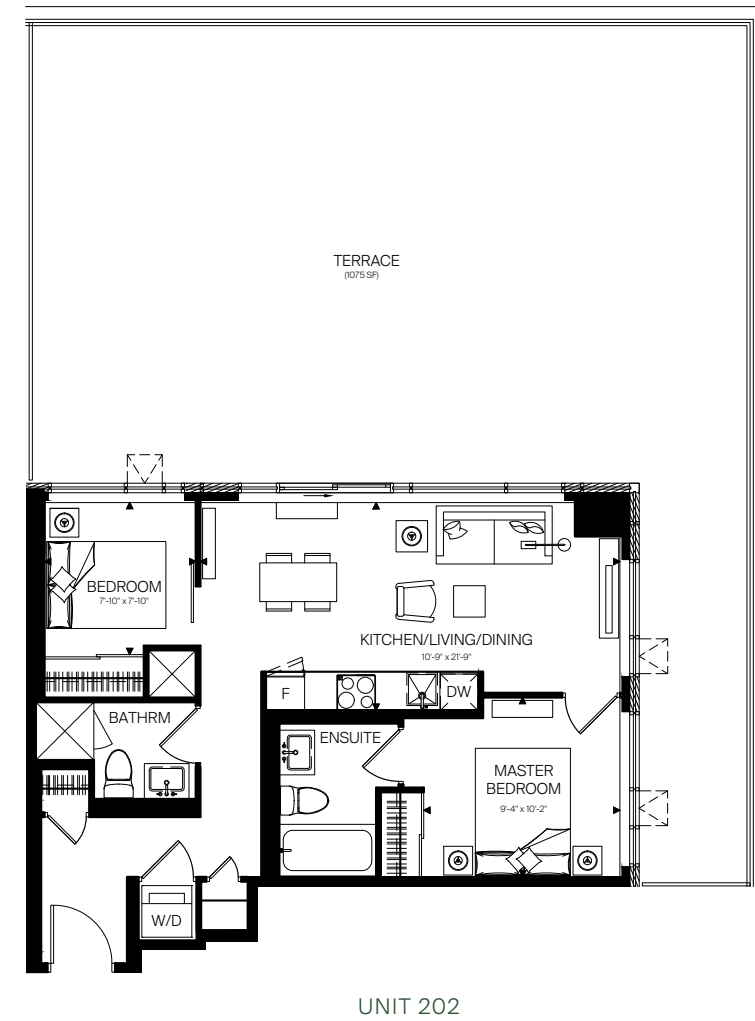 TERRACE
(1075 SF)
BEDROOM
7'-10" x 7'-10"
KITCHEN/LIVING/DINING
10'-9" x 21'-9"
F
DW
BATHRM
ENSUITE
MASTER
BEDROOM
9'-4" x 10'-2"
W/D
UNIT 202